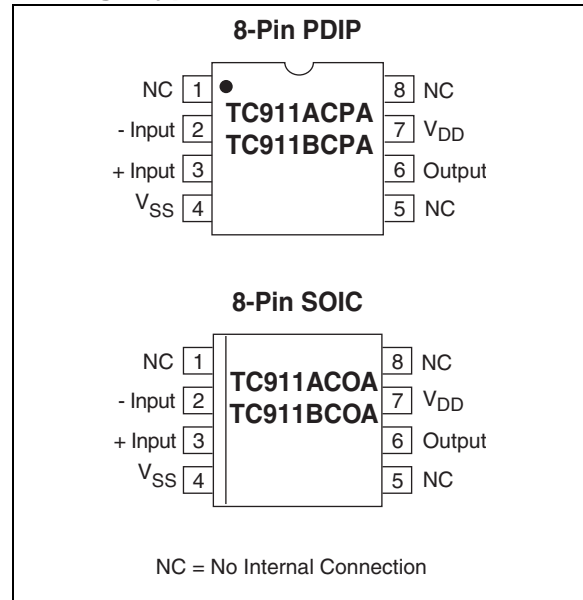 8-Pin PDIP
NC 1
- Input 2
+ Input 3
VSS 4
TC911ACPA
TC911BCPA
8 NC
7 VDD
6 Output
5 NC
8-Pin SOIC
NC 1
- Input 2
+ Input 3
VSS 4
TC911ACOA
TC911BCOA
8 NC
7 VDD
6 Output
5 NC
NC = No Internal Connection